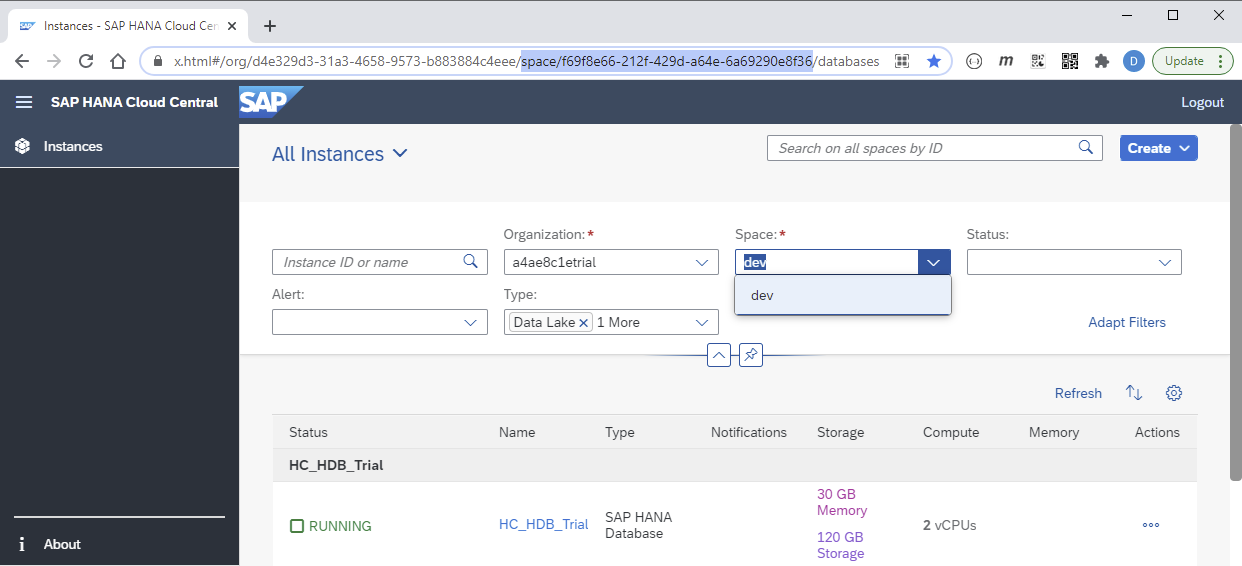 Instances - SAP HANA Cloud Cen
x.html#/org/d4e329d3-31a3-4658-9573-b883884c4eee/space/f69f8e66-212f-429d-a64e-6a69290e8f36/databases
m
D
Update
SAP HANA Cloud Central
SAP
Logout
Instances
All Instances
Search on all spaces by ID
Create
Organization:*
Space:*
Status:
Instance ID or name
a4ae8c1etrial
dev
dev
Alert:
Type:
Data Lake
1 More
Adapt Filters
Refresh
Status Name Type Notifications Storage Compute Memory Actions
HC_HDB_Trial
RUNNING
HC_HDB_Trial
SAP HANA
Database
30 GB
Memory
120 GB
Storage
2 vCPUs
i About